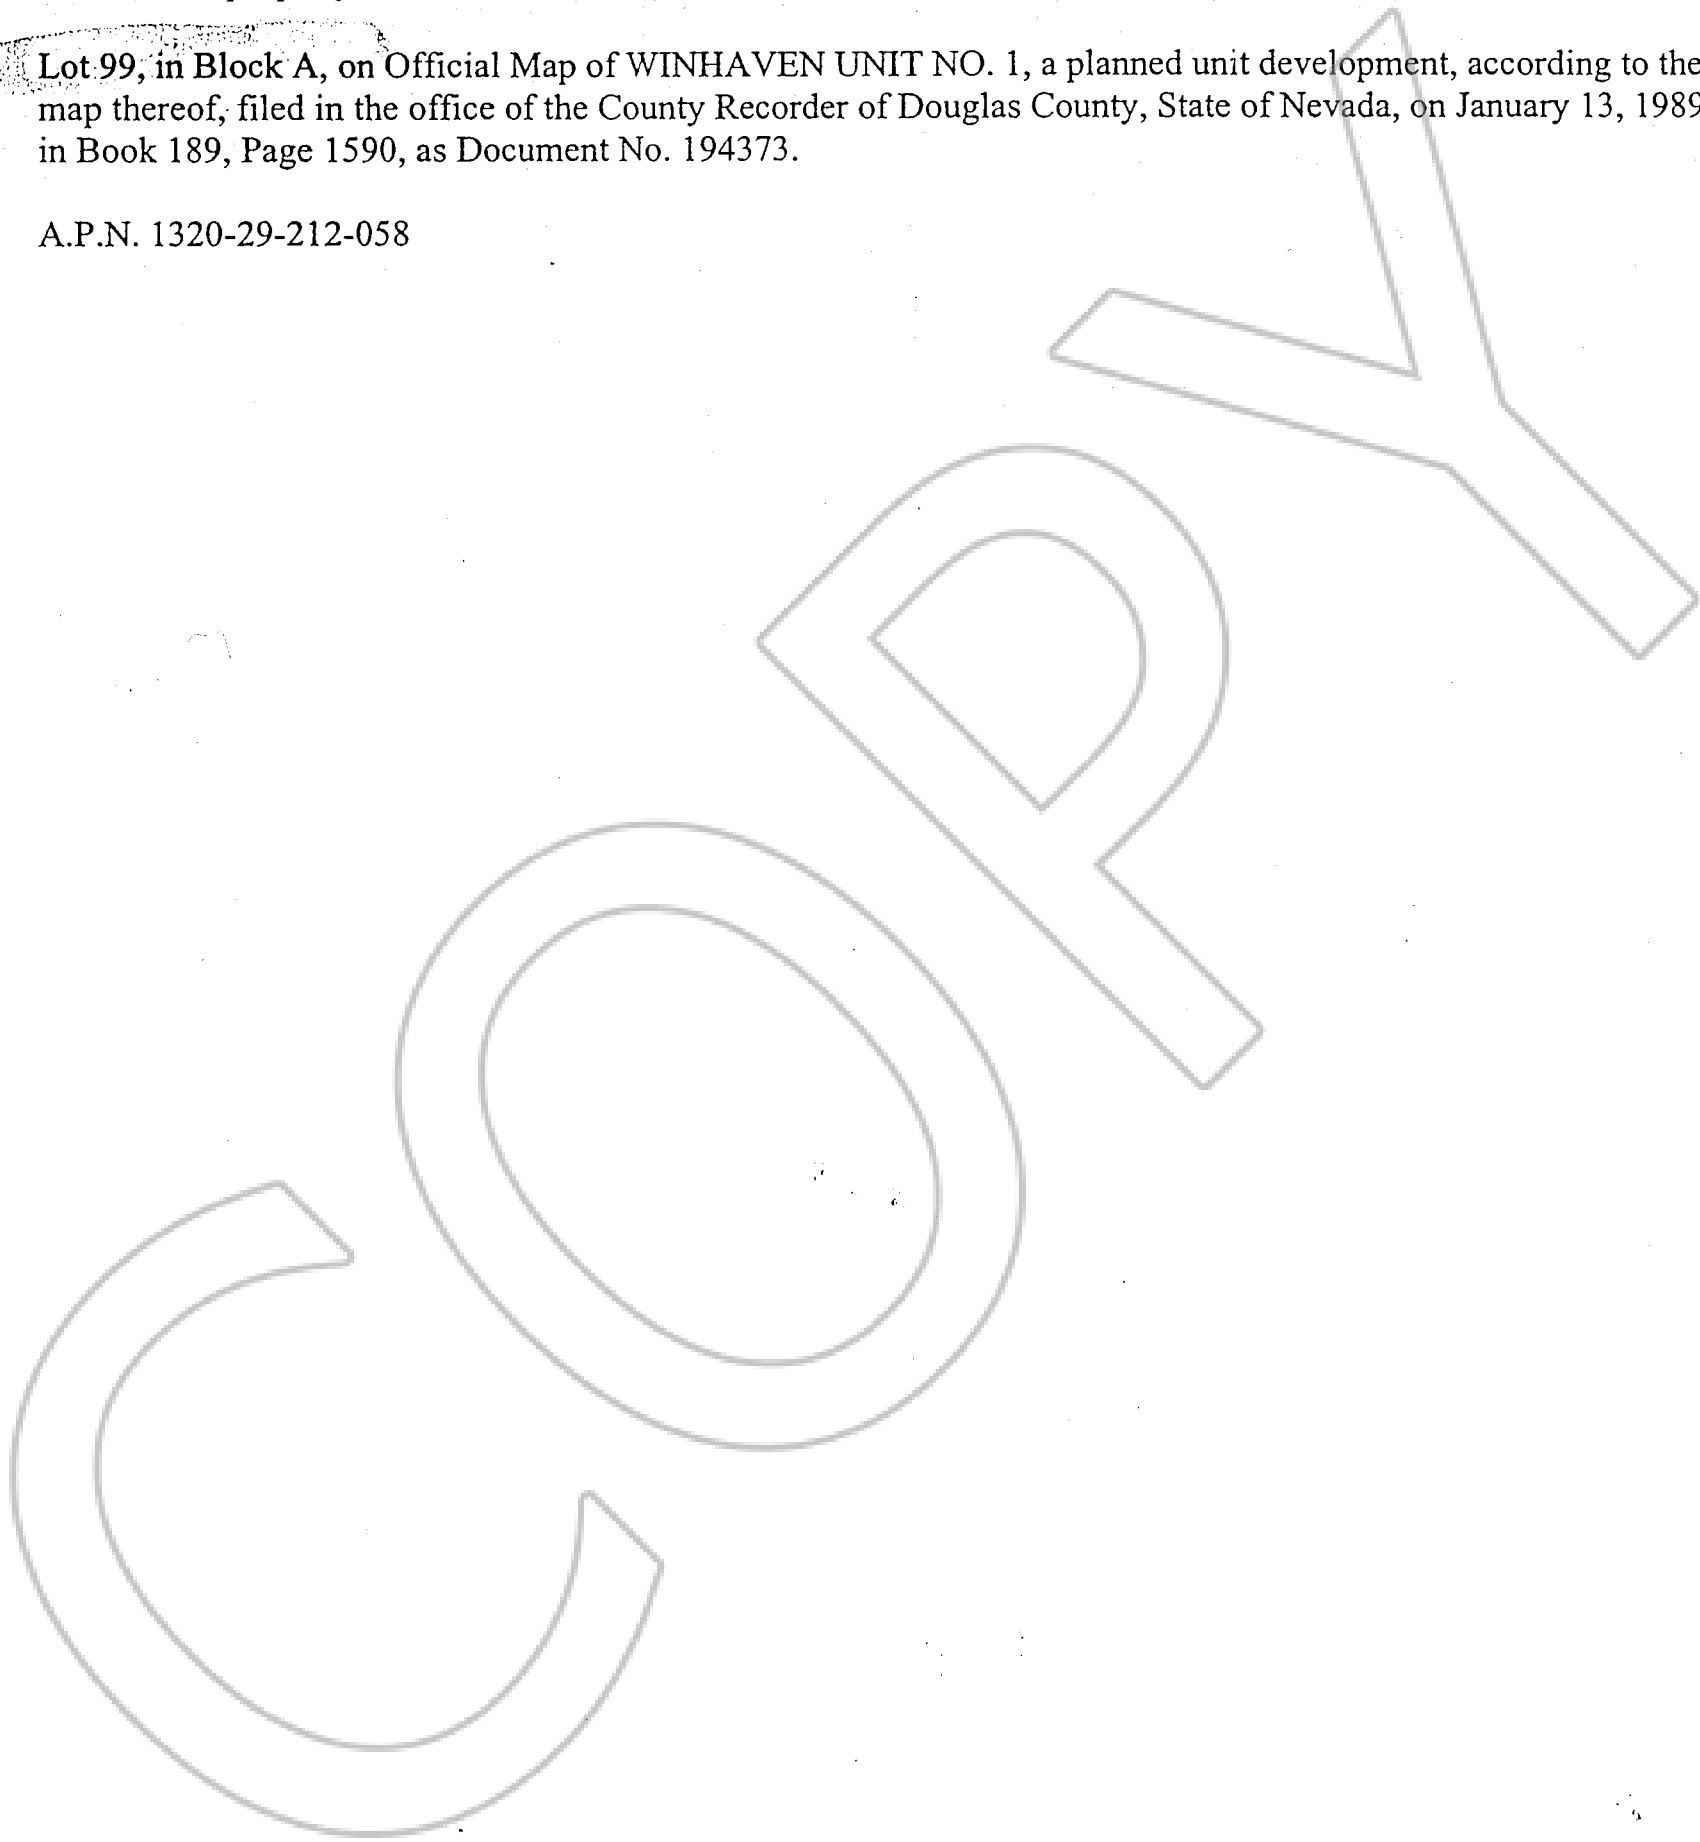 Lot 99, in Block A, on Official Map of WINHAVEN UNIT NO. 1, a planned unit development, according to the
map thereof, filed in the office of the County Recorder of Douglas County, State of Nevada, on January 13, 1989
in Book 189, Page 1590, as Document No. 194373.
A.P.N. 1320-29-212-058
COPY